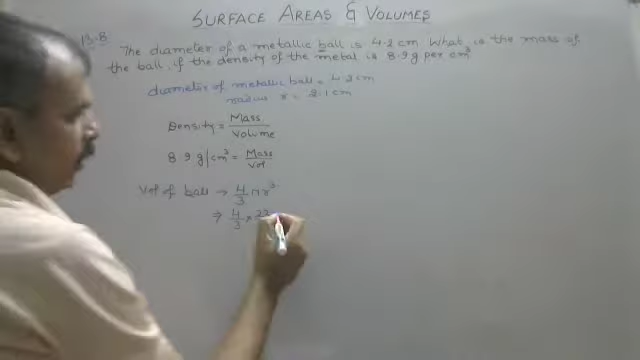 SURFACE AREAS & VOLUMES
13.8
The diameter of a metallic ball is 4.2 cm What is the mass of
the ball, if the density of the metal is 8.9 g per cm³
diameter of metallic ball = 4.2 cm
radius r = 2.1 cm
Density = Mass / Volume
8.9 g/cm³ = Mass / Vol
Vol of ball → 4/3 πr³
⇒ 4/3 × 22